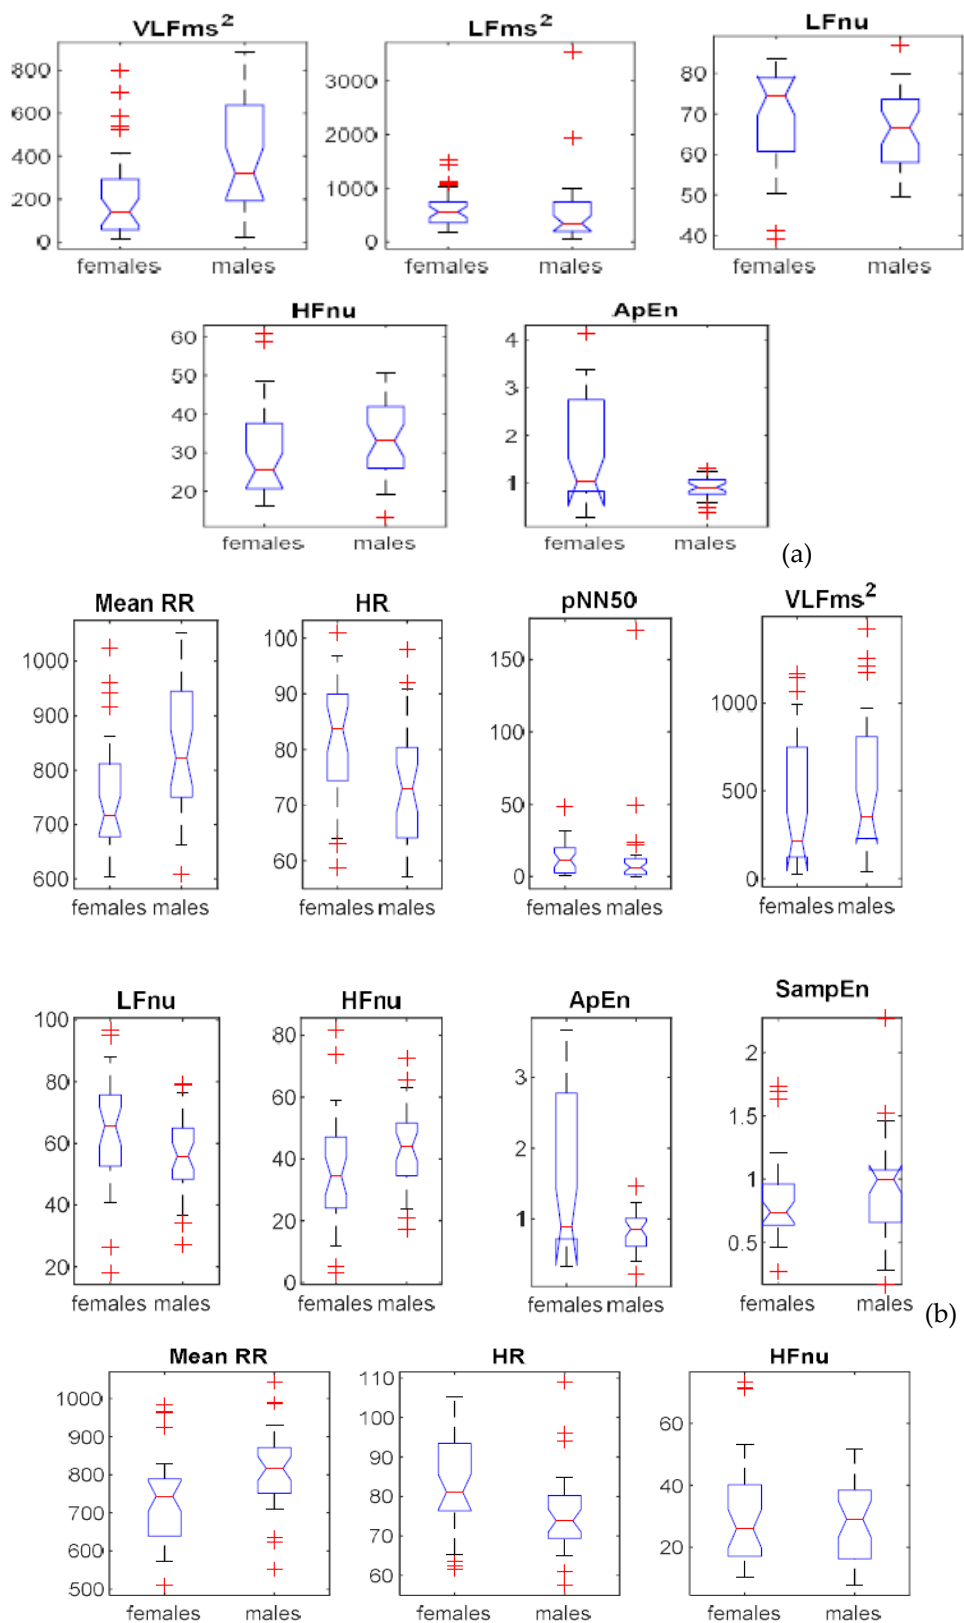 VLFms²
LFms²
LFnu
800
600
400
200
0
females
males
3000
2000
1000
0
females
males
80
70
60
50
40
females
males
HFnu
ApEn
60
50
40
30
20
females
males
4
3
2
1
females
males
(a)
Mean RR
HR
pNN50
VLFms²
1000
900
800
700
600
females males
100
90
80
70
60
females males
150
100
50
0
females males
1000
500
0
females males
LFnu
HFnu
ApEn
SampEn
100
80
60
40
20
females males
80
60
40
20
0
females males
3
2
1
females males
2
1.5
1
0.5
females
males
(b)
Mean RR
HR
HFnu
1000
900
800
700
600
500
females
males
110
100
90
80
70
60
females
males
60
40
20
females
males